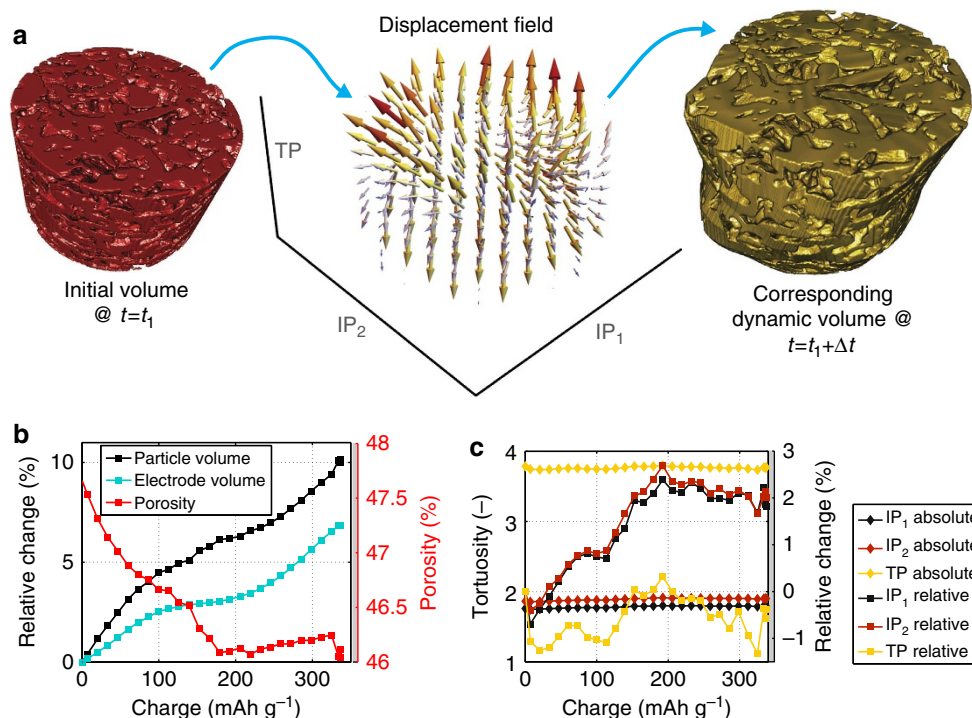 a
Displacement field
TP
IP2
IP1
Initial volume
@ t=t1
Corresponding
dynamic volume @
t=t1+Δt
b
Relative change (%)
10
5
0
Particle volume
Electrode volume
Porosity
48
47.5
47
46.5
46
Porosity (%)
0
100
200
300
Charge (mAh g−1)
c
Tortuosity (–)
4
3
2
1
3
2
1
0
−1
Relative change (%)
0
100
200
300
Charge (mAh g−1)
IP1 absolute
IP2 absolute
TP absolute
IP1 relative
IP2 relative
TP relative